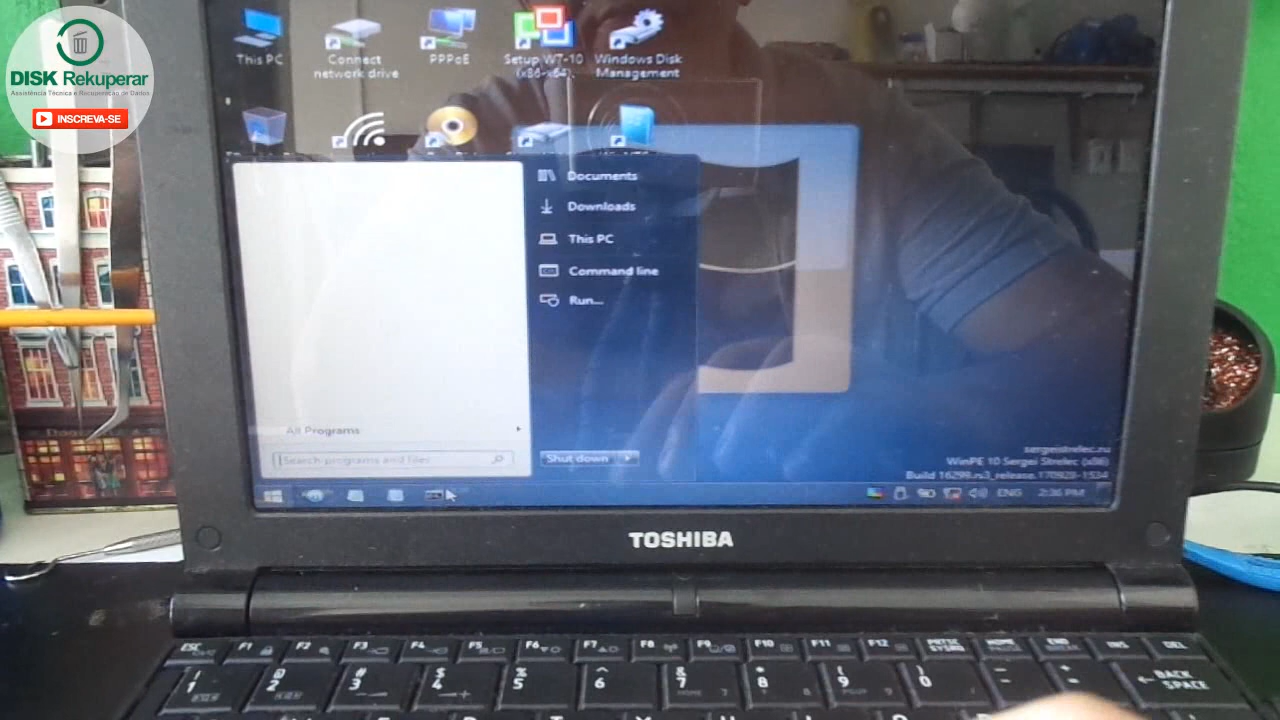 DISK Rekuperar
Assistência Técnica e Recuperação de Dados
INSCREVA-SE
This PC
Connect
network drive
PPPoE
Setup W7-10
(x86-x64)
Windows Disk
Management
Documents
Downloads
This PC
Command line
Run...
All Programs
Search programs and files
Shut down
sergeistrelec.ru
WinPE 10 Sergei Strelec (x86)
Build 16299.rs3_release.170928-1534
ENG
2:36 PM
TOSHIBA
ESC F1 F2 F3 F4 F5 F6 F7 F8 F9 F10 F11 F12 PRTSC SYSRQ HOME END INS DEL
1 2 3 4 5 6 7 8 9 0
BACK
SPACE